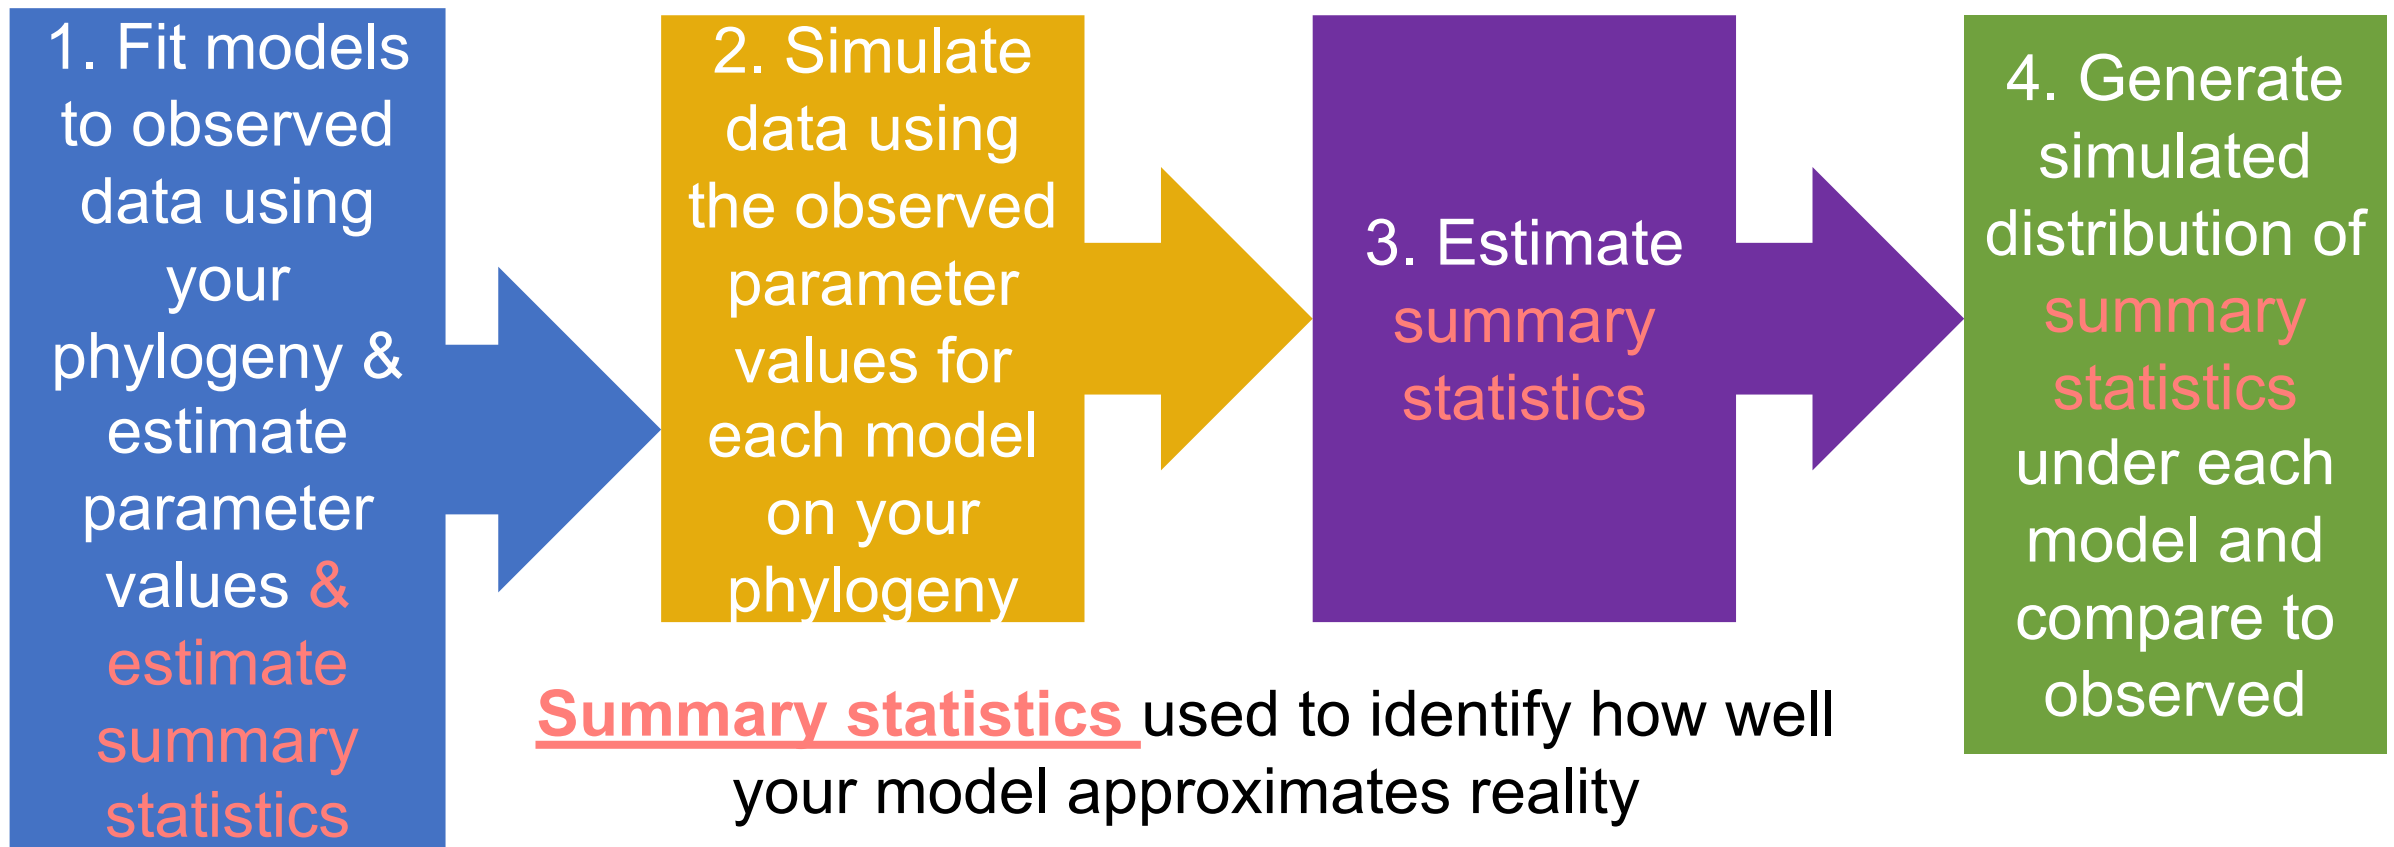 1. Fit models
to observed
data using
your
phylogeny &
estimate
parameter
values &
estimate
summary
statistics
2. Simulate
data using
the observed
parameter
values for
each model
on your
phylogeny
3. Estimate
summary
statistics
4. Generate
simulated
distribution of
summary
statistics
under each
model and
compare to
observed
Summary statistics used to identify how well
your model approximates reality